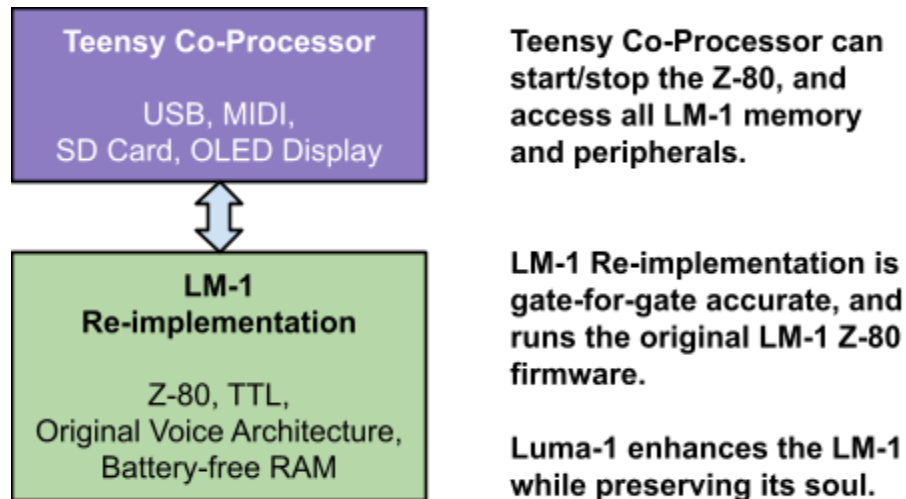 Teensy Co-Processor
USB, MIDI,
SD Card, OLED Display
Teensy Co-Processor can
start/stop the Z-80, and
access all LM-1 memory
and peripherals.
LM-1
Re-implementation
Z-80, TTL,
Original Voice Architecture,
Battery-free RAM
LM-1 Re-implementation is
gate-for-gate accurate, and
runs the original LM-1 Z-80
firmware.
Luma-1 enhances the LM-1
while preserving its soul.